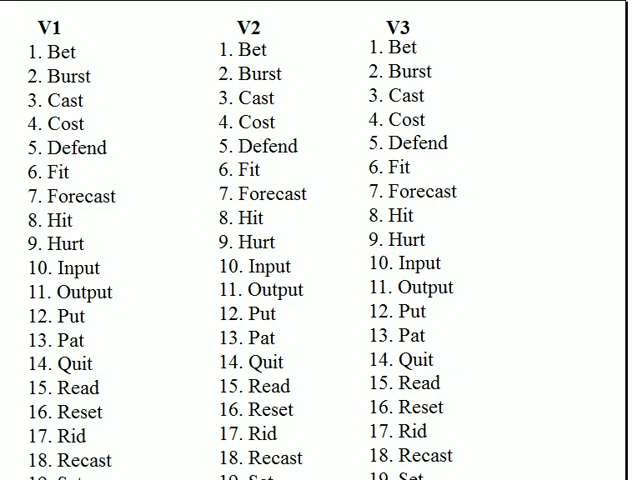 V1 V2 V3
1. Bet 1. Bet 1. Bet
2. Burst 2. Burst 2. Burst
3. Cast 3. Cast 3. Cast
4. Cost 4. Cost 4. Cost
5. Defend 5. Defend 5. Defend
6. Fit 6. Fit 6. Fit
7. Forecast 7. Forecast 7. Forecast
8. Hit 8. Hit 8. Hit
9. Hurt 9. Hurt 9. Hurt
10. Input 10. Input 10. Input
11. Output 11. Output 11. Output
12. Put 12. Put 12. Put
13. Pat 13. Pat 13. Pat
14. Quit 14. Quit 14. Quit
15. Read 15. Read 15. Read
16. Reset 16. Reset 16. Reset
17. Rid 17. Rid 17. Rid
18. Recast 18. Recast 18. Recast
19. Set